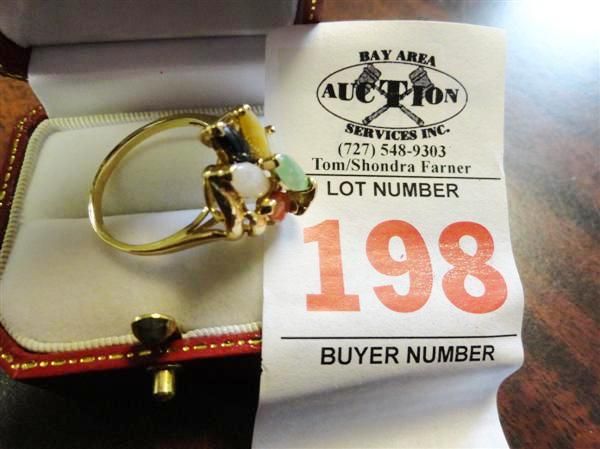 BAY AREA
AUCTION
SERVICES INC.
(727) 548-9303
Tom/Shondra Farner
LOT NUMBER
198
BUYER NUMBER